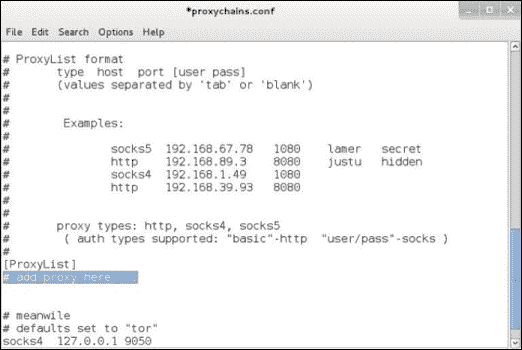 *proxychains.conf
File Edit Search Options Help
# ProxyList format
#       type  host  port [user pass]
#       (values separated by 'tab' or 'blank')
#
#
#        Examples:
#
#               socks5  192.168.67.78   1080    lamer   secret
#               http    192.168.89.3    8080    justu   hidden
#               socks4  192.168.1.49    1080
#               http    192.168.39.93   8080
#
#
#       proxy types: http, socks4, socks5
#        ( auth types supported: "basic"-http  "user/pass"-socks )
#
[ProxyList]
# add proxy here ...
# meanwile
# defaults set to "tor"
socks4  127.0.0.1 9050